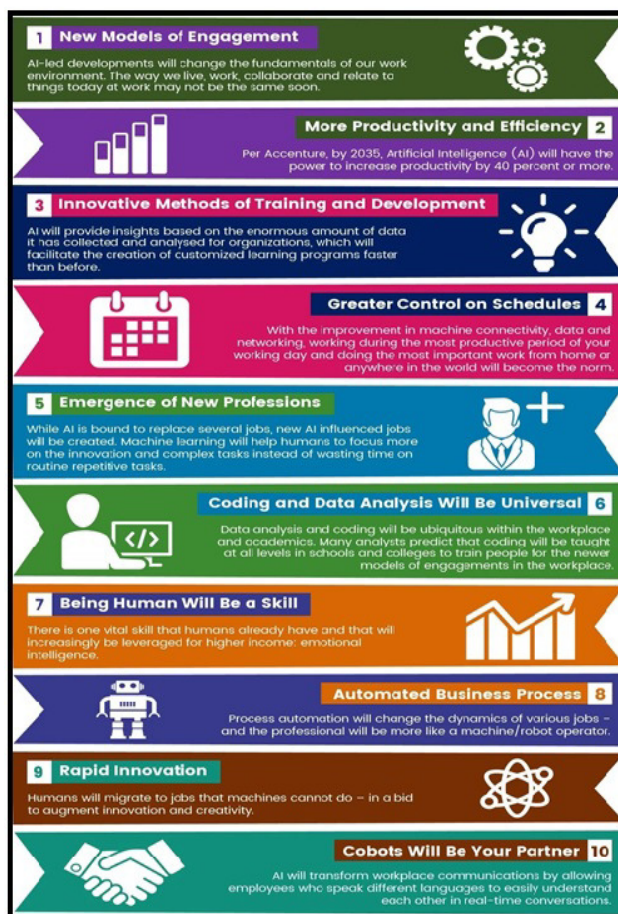 1 New Models of Engagement
AI-led developments will change the fundamentals of our work
environment. The way we live, work, collaborate and relate to
things today at work may not be the same soon.
More Productivity and Efficiency 2
Per Accenture, by 2035, Artificial Intelligence (AI) will have the
power to increase productivity by 40 percent or more.
3 Innovative Methods of Training and Development
AI will provide insights based on the enormous amount of data
it has collected and analysed for organizations, which will
facilitate the creation of customized learning programs faster
than before.
Greater Control on Schedules 4
With the improvement in machine connectivity, data and
networking, working during the most productive period of your
working day and doing the most important work from home or
anywhere in the world will become the norm.
5 Emergence of New Professions
While AI is bound to replace several jobs, new AI influenced jobs
will be created. Machine learning will help humans to focus more
on the innovation and complex tasks instead of wasting time on
routine repetitive tasks.
Coding and Data Analysis Will Be Universal 6
</>
Data analysis and coding will be ubiquitous within the workplace
and academics. Many analysts predict that coding will be taught
at all levels in schools and colleges to train people for the newer
models of engagements in the workplace.
7 Being Human Will Be a Skill
There is one vital skill that humans already have and that will
increasingly be leveraged for higher income: emotional
intelligence.
Automated Business Process 8
Process automation will change the dynamics of various jobs –
and the professional will be more like a machine/robot operator.
9 Rapid Innovation
Humans will migrate to jobs that machines cannot do – in a bid
to augment innovation and creativity.
Cobots Will Be Your Partner 10
AI will transform workplace communications by allowing
employees who speak different languages to easily understand
each other in real-time conversations.